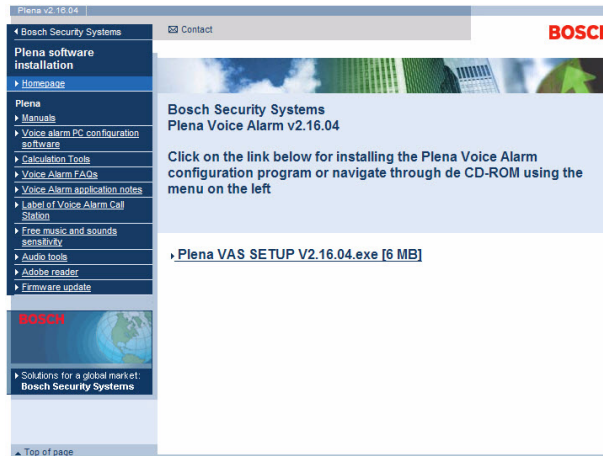 Plena v2.16.04
Bosch Security Systems
Contact
BOSCH
Plena software
installation
Homepage
Plena
Manuals
Voice alarm PC configuration
software
Calculation Tools
Voice Alarm FAQs
Voice Alarm application notes
Label of Voice Alarm Call
Station
Free music and sounds
sensitivity
Audio tools
Adobe reader
Firmware update
BOSCH
Solutions for a global market:
Bosch Security Systems
Top of page
Bosch Security Systems
Plena Voice Alarm v2.16.04
Click on the link below for installing the Plena Voice Alarm
configuration program or navigate through de CD-ROM using the
menu on the left
Plena VAS SETUP V2.16.04.exe [6 MB]